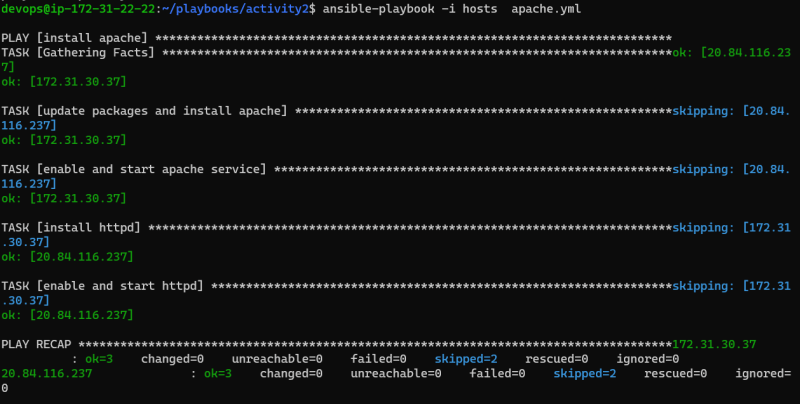 devops@ip-172-31-22-22:~/playbooks/activity2$ ansible-playbook -i hosts  apache.yml
PLAY [install apache] **************************************************************************
TASK [Gathering Facts] *************************************************************************ok: [20.84.116.23
7]
ok: [172.31.30.37]
TASK [update packages and install apache] ******************************************************skipping: [20.84.
116.237]
ok: [172.31.30.37]
TASK [enable and start apache service] *********************************************************skipping: [20.84.
116.237]
ok: [172.31.30.37]
TASK [install httpd] ***************************************************************************skipping: [172.31
.30.37]
ok: [20.84.116.237]
TASK [enable and start httpd] ******************************************************************skipping: [172.31
.30.37]
ok: [20.84.116.237]
PLAY RECAP *************************************************************************************172.31.30.37
: ok=3    changed=0    unreachable=0    failed=0    skipped=2    rescued=0    ignored=0
20.84.116.237              : ok=3    changed=0    unreachable=0    failed=0    skipped=2    rescued=0    ignored=
0